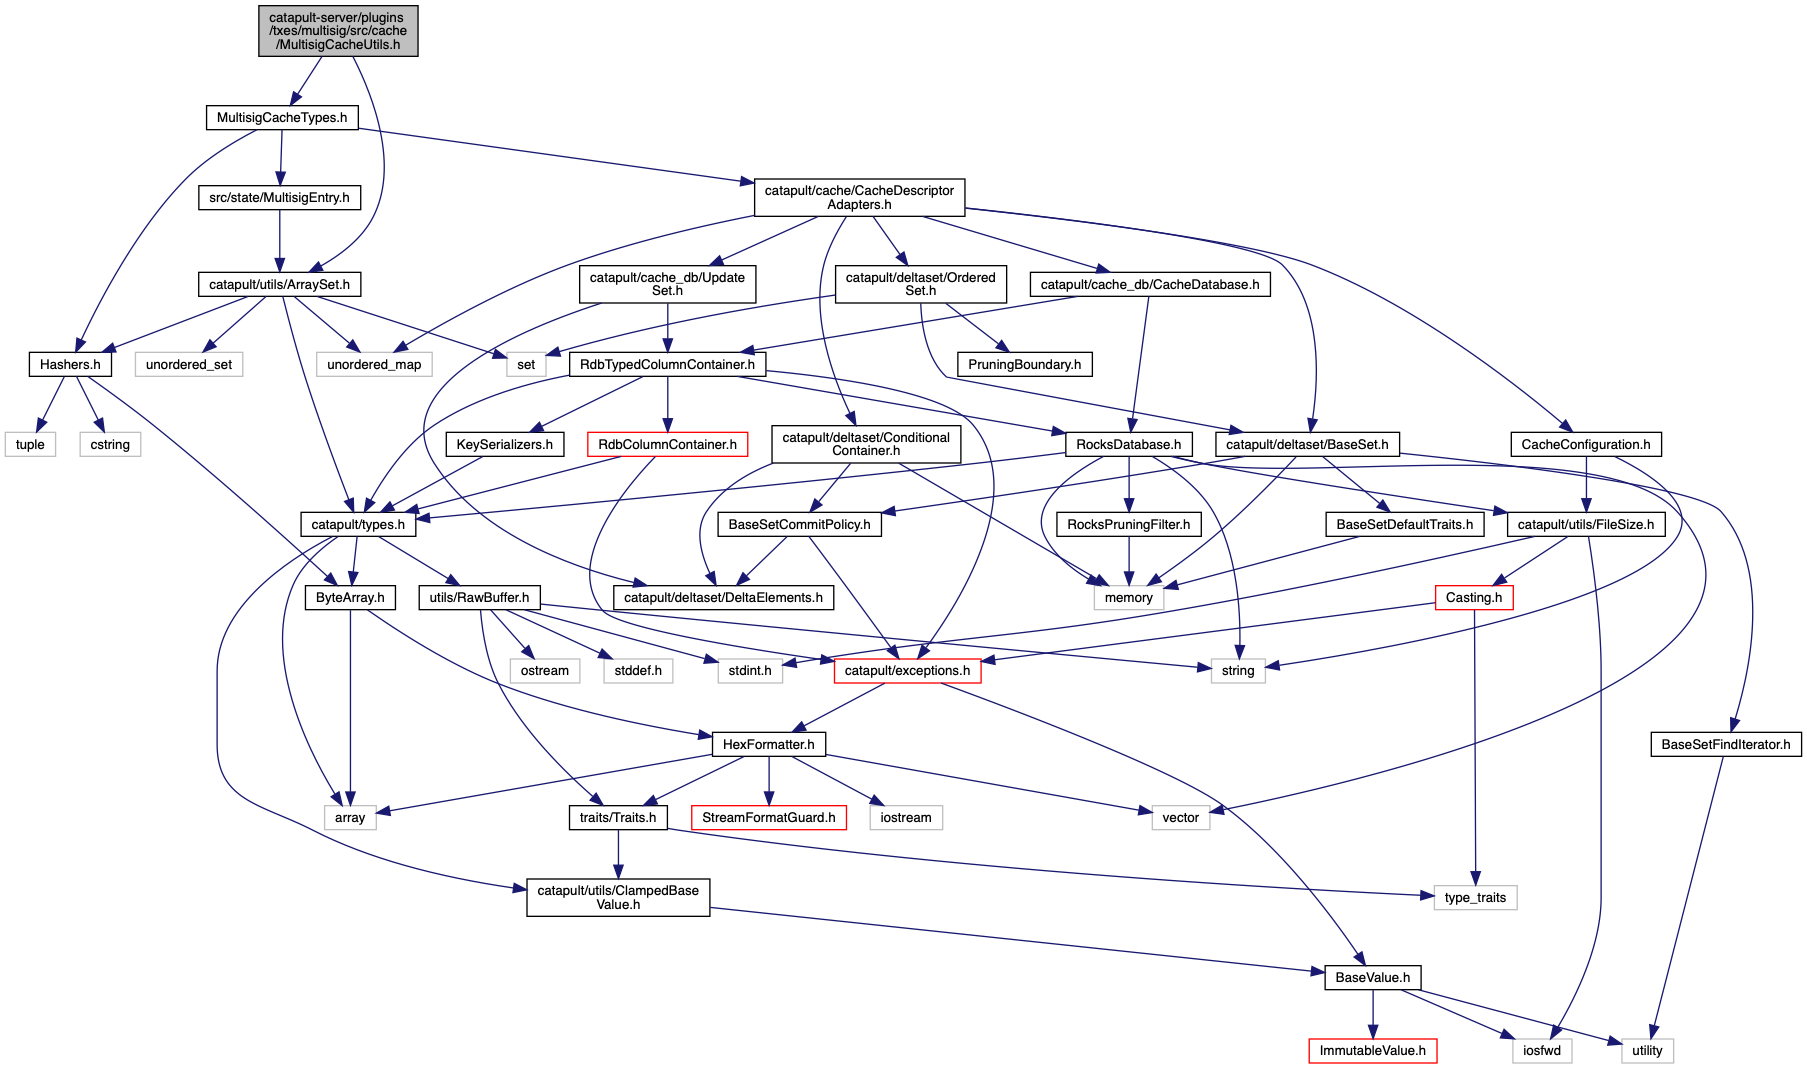 catapult-server/plugins
/txes/multisig/src/cache
/MultisigCacheUtils.h
MultisigCacheTypes.h
src/state/MultisigEntry.h
catapult/cache/CacheDescriptor
Adapters.h
catapult/utils/ArraySet.h
catapult/cache_db/Update
Set.h
catapult/deltaset/Ordered
Set.h
catapult/cache_db/CacheDatabase.h
Hashers.h
unordered_set
unordered_map
set
RdbTypedColumnContainer.h
PruningBoundary.h
tuple
cstring
KeySerializers.h
RdbColumnContainer.h
catapult/deltaset/Conditional
Container.h
RocksDatabase.h
catapult/deltaset/BaseSet.h
CacheConfiguration.h
catapult/types.h
BaseSetCommitPolicy.h
RocksPruningFilter.h
BaseSetDefaultTraits.h
catapult/utils/FileSize.h
ByteArray.h
utils/RawBuffer.h
catapult/deltaset/DeltaElements.h
memory
Casting.h
ostream
stddef.h
stdint.h
catapult/exceptions.h
string
HexFormatter.h
BaseSetFindIterator.h
array
traits/Traits.h
StreamFormatGuard.h
iostream
vector
catapult/utils/ClampedBase
Value.h
type_traits
BaseValue.h
ImmutableValue.h
iosfwd
utility